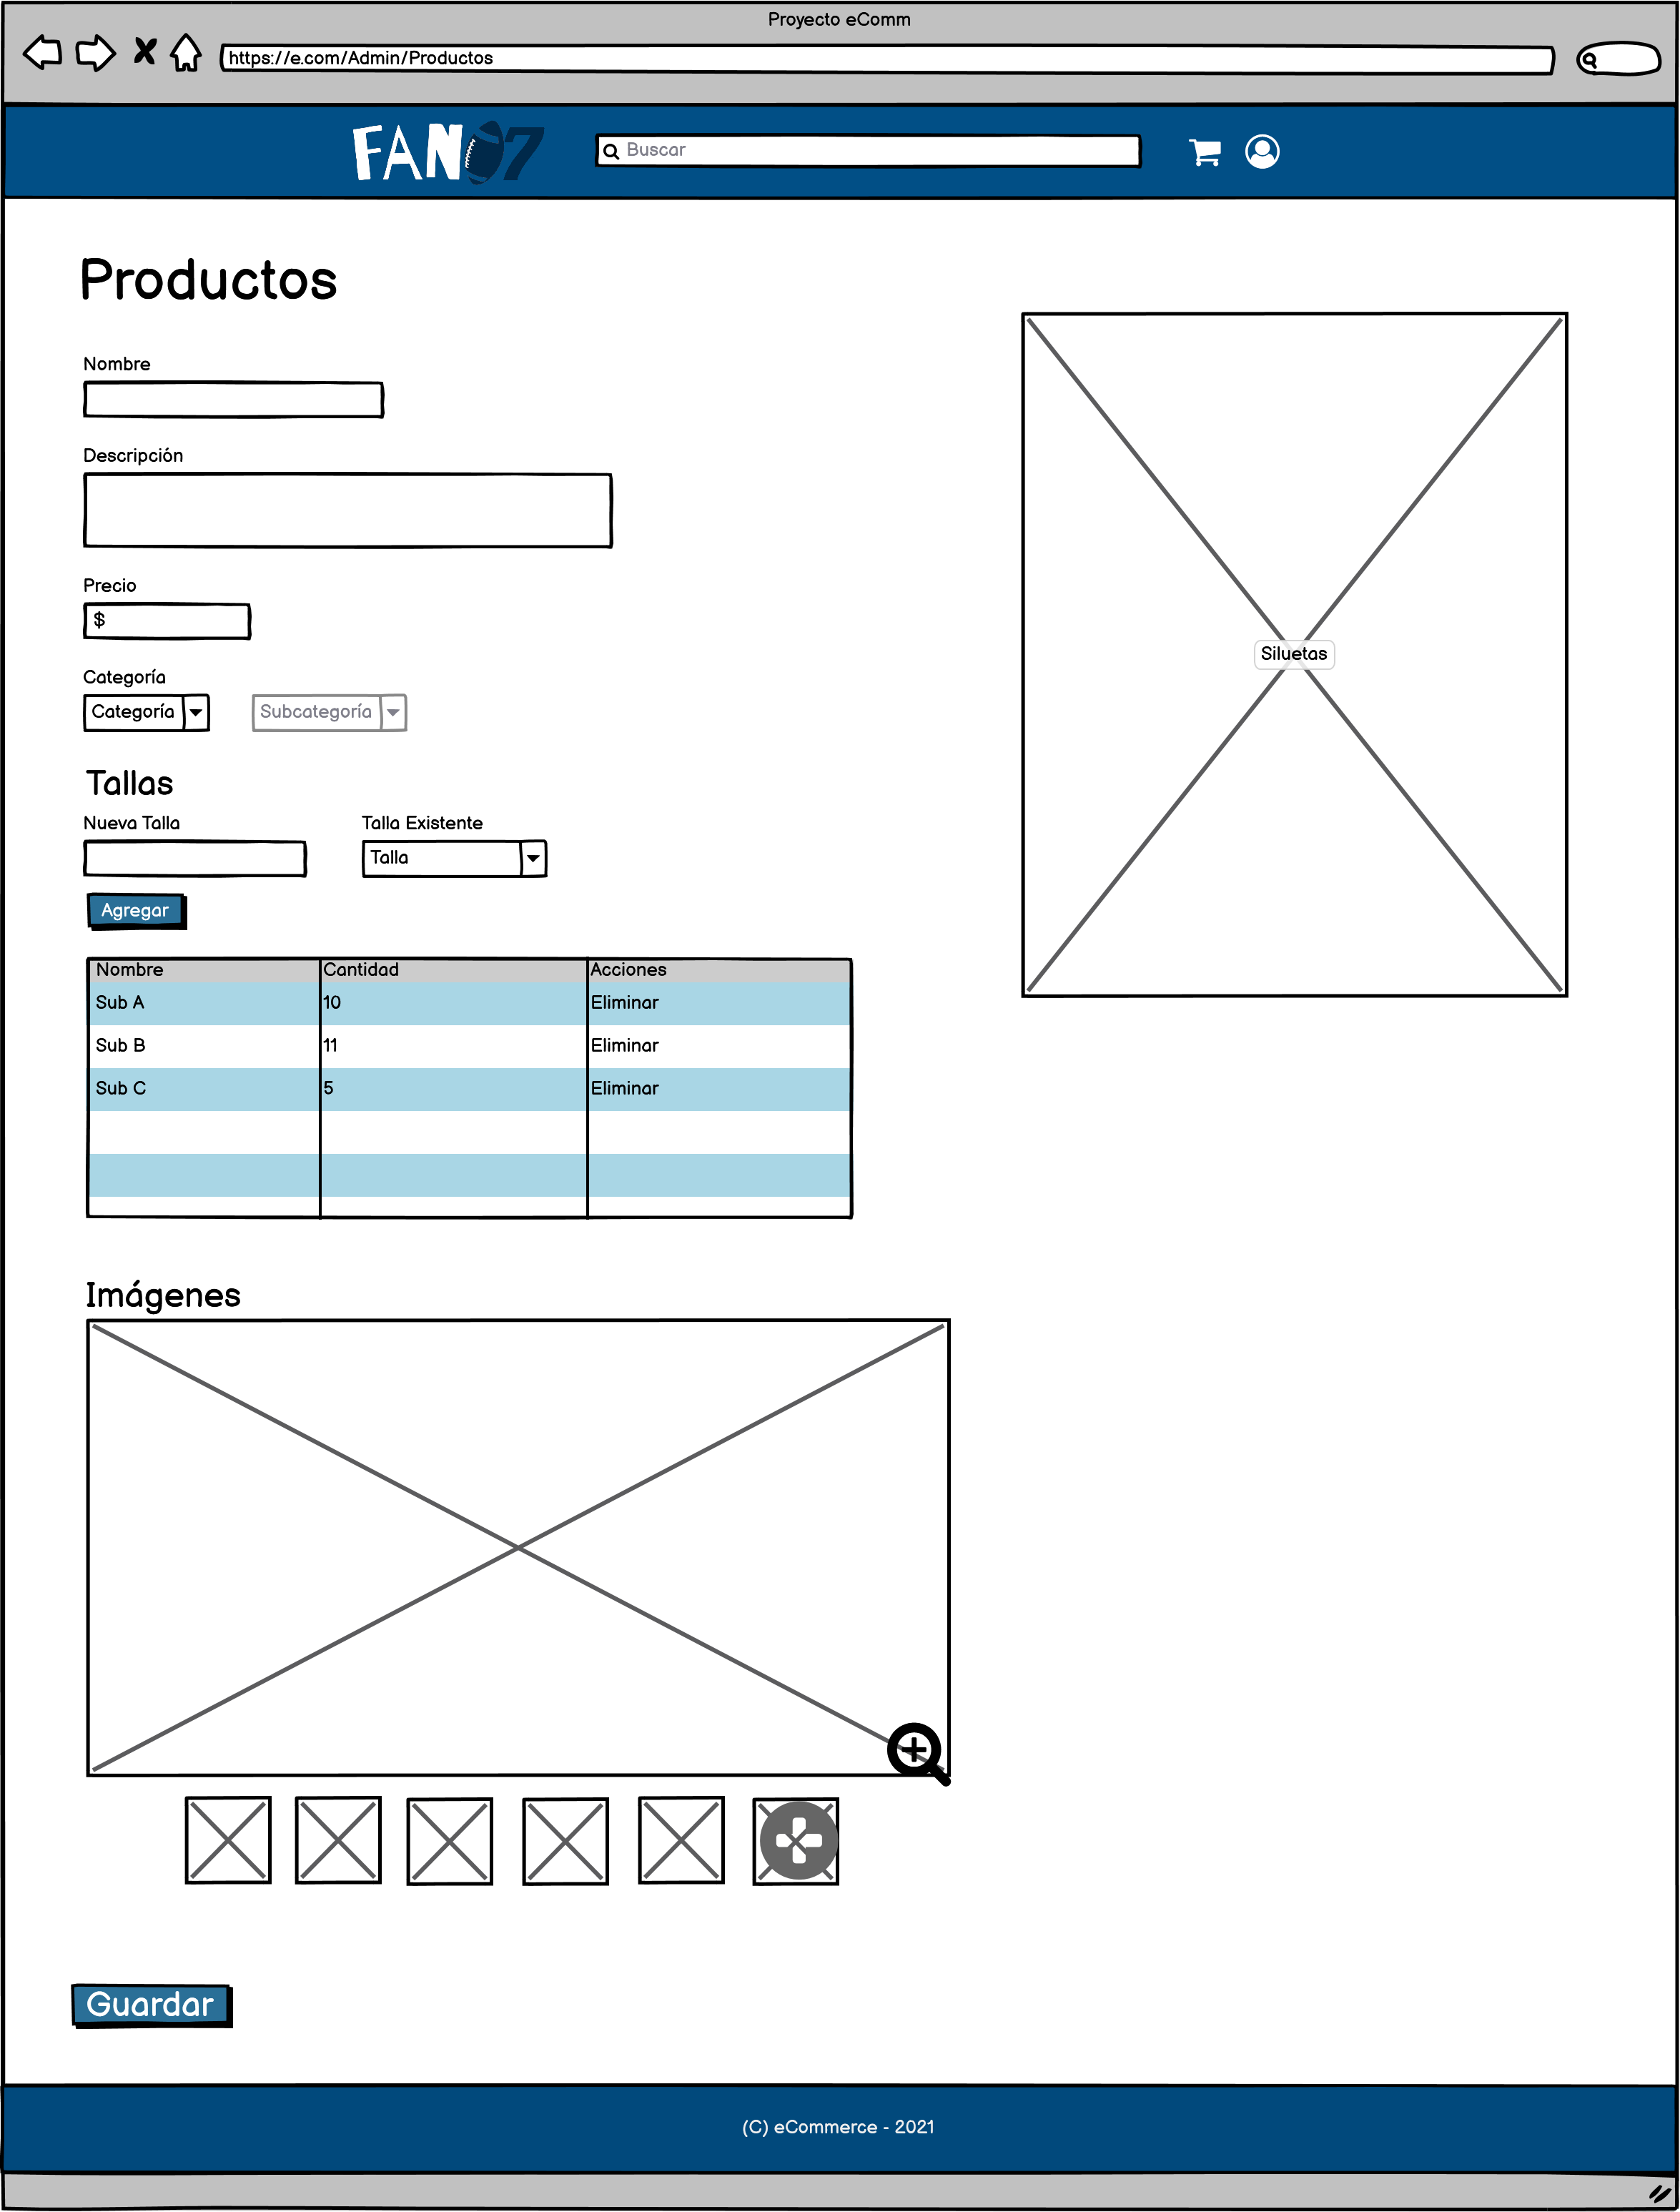 Proyecto eComm
https://e.com/Admin/Productos
FAN 07
Buscar
Productos
Nombre
Descripción
Precio
$
Categoría
Categoría Subcategoría
Siluetas
Tallas
Nueva Talla Talla Existente
Talla
Agregar
Nombre Cantidad Acciones
Sub A 10 Eliminar
Sub B 11 Eliminar
Sub C 5 Eliminar
Imágenes
Guardar
(C) eCommerce - 2021